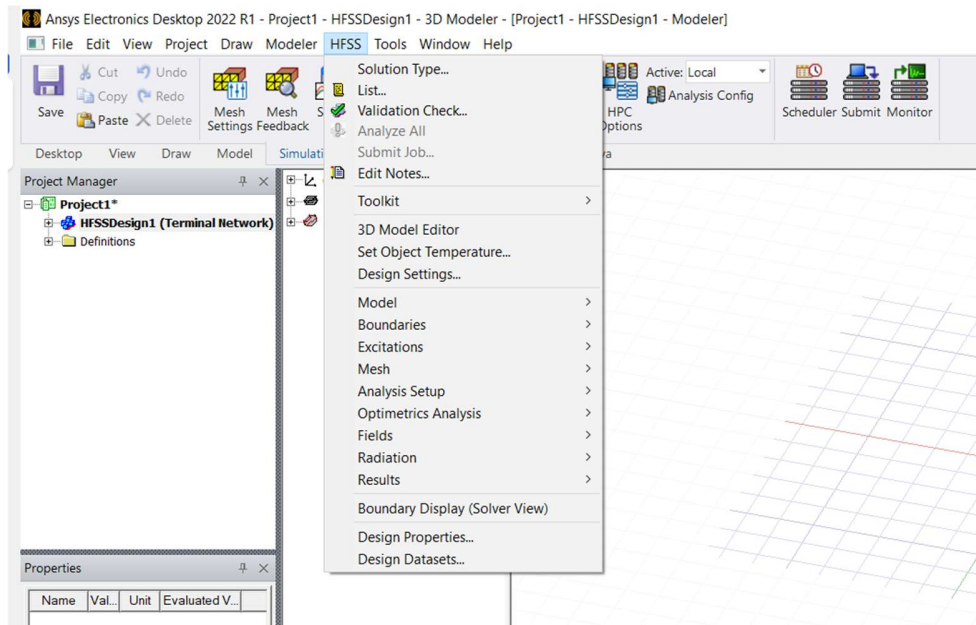 Ansys Electronics Desktop 2022 R1 - Project1 - HFSSDesign1 - 3D Modeler - [Project1 - HFSSDesign1 - Modeler]
File Edit View Project Draw Modeler HFSS Tools Window Help
Save
Cut
Copy
Paste
Undo
Redo
Delete
Mesh Settings
Mesh Feedback
HPC
Options
Active: Local
Analysis Config
Scheduler Submit Monitor
Desktop View Draw Model Simulati
Project Manager
Project1*
HFSSDesign1 (Terminal Network)
Definitions
Solution Type...
List...
Validation Check...
Analyze All
Submit Job...
Edit Notes...
Toolkit
3D Model Editor
Set Object Temperature...
Design Settings...
Model
Boundaries
Excitations
Mesh
Analysis Setup
Optimetrics Analysis
Fields
Radiation
Results
Boundary Display (Solver View)
Design Properties...
Design Datasets...
Properties
Name Val... Unit Evaluated V...